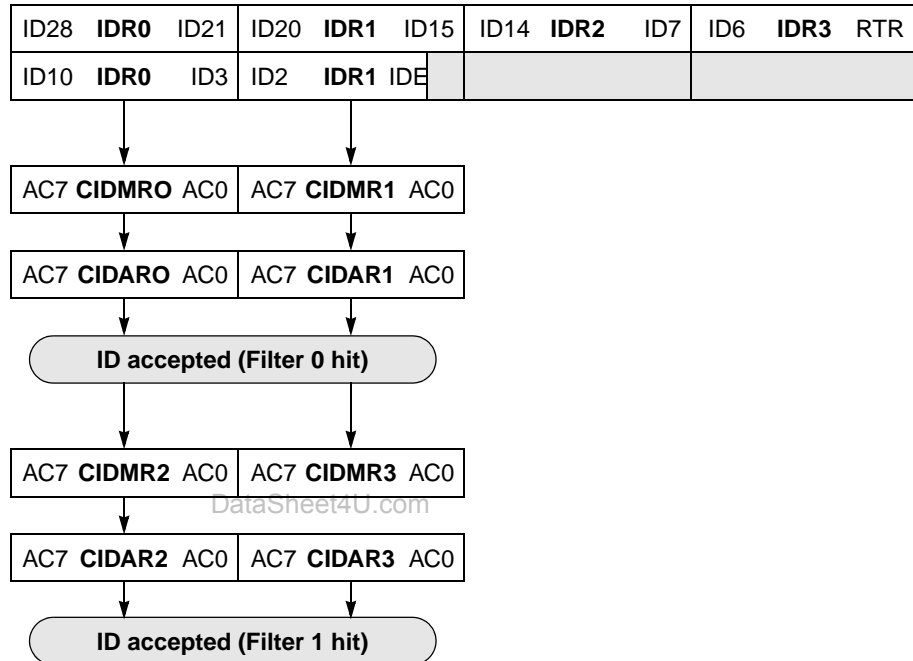 ID28 IDR0 ID21 ID20 IDR1 ID15 ID14 IDR2 ID7 ID6 IDR3 RTR
ID10 IDR0 ID3 ID2 IDR1 IDE
AC7 CIDMRO AC0 AC7 CIDMR1 AC0
AC7 CIDARO AC0 AC7 CIDAR1 AC0
ID accepted (Filter 0 hit)
AC7 CIDMR2 AC0 AC7 CIDMR3 AC0
DataSheet4U.com
AC7 CIDAR2 AC0 AC7 CIDAR3 AC0
ID accepted (Filter 1 hit)